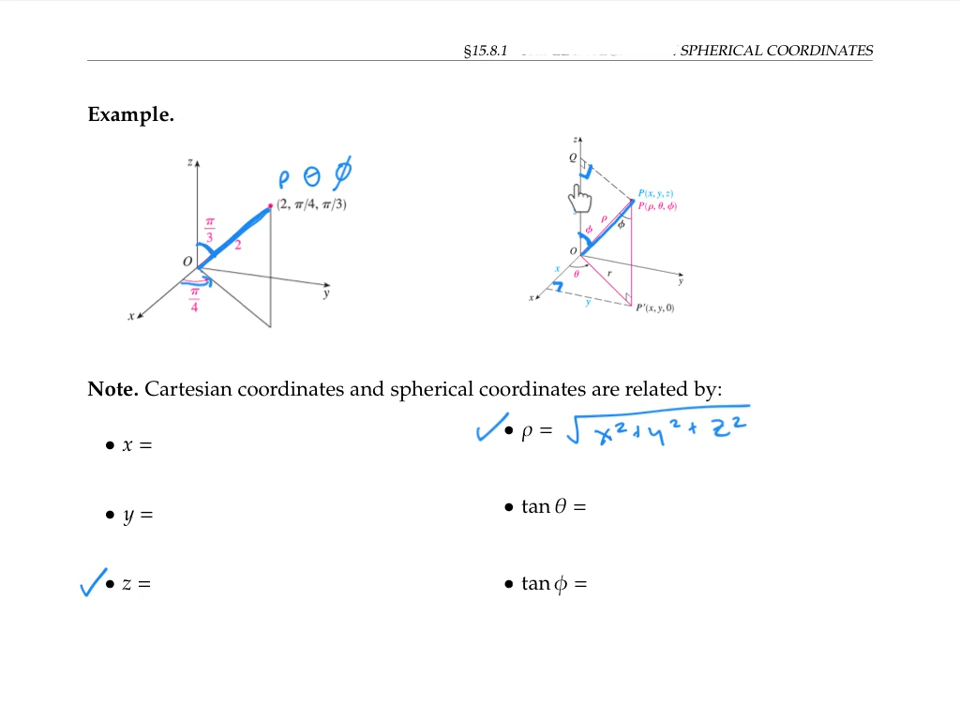 §15.8.1 . SPHERICAL COORDINATES
Example.
z
ρ θ ϕ
(2, π/4, π/3)
π/3
2
O
π/4
x
y
z
Q
P(x, y, z)
P(ρ, θ, ϕ)
ρ
ϕ
ϕ
O
x
θ
r
y
x
y
P′(x, y, 0)
Note. Cartesian coordinates and spherical coordinates are related by:
• x =
• y =
✓• z =
✓• ρ = √(x² + y² + z²)
• tan θ =
• tan ϕ =